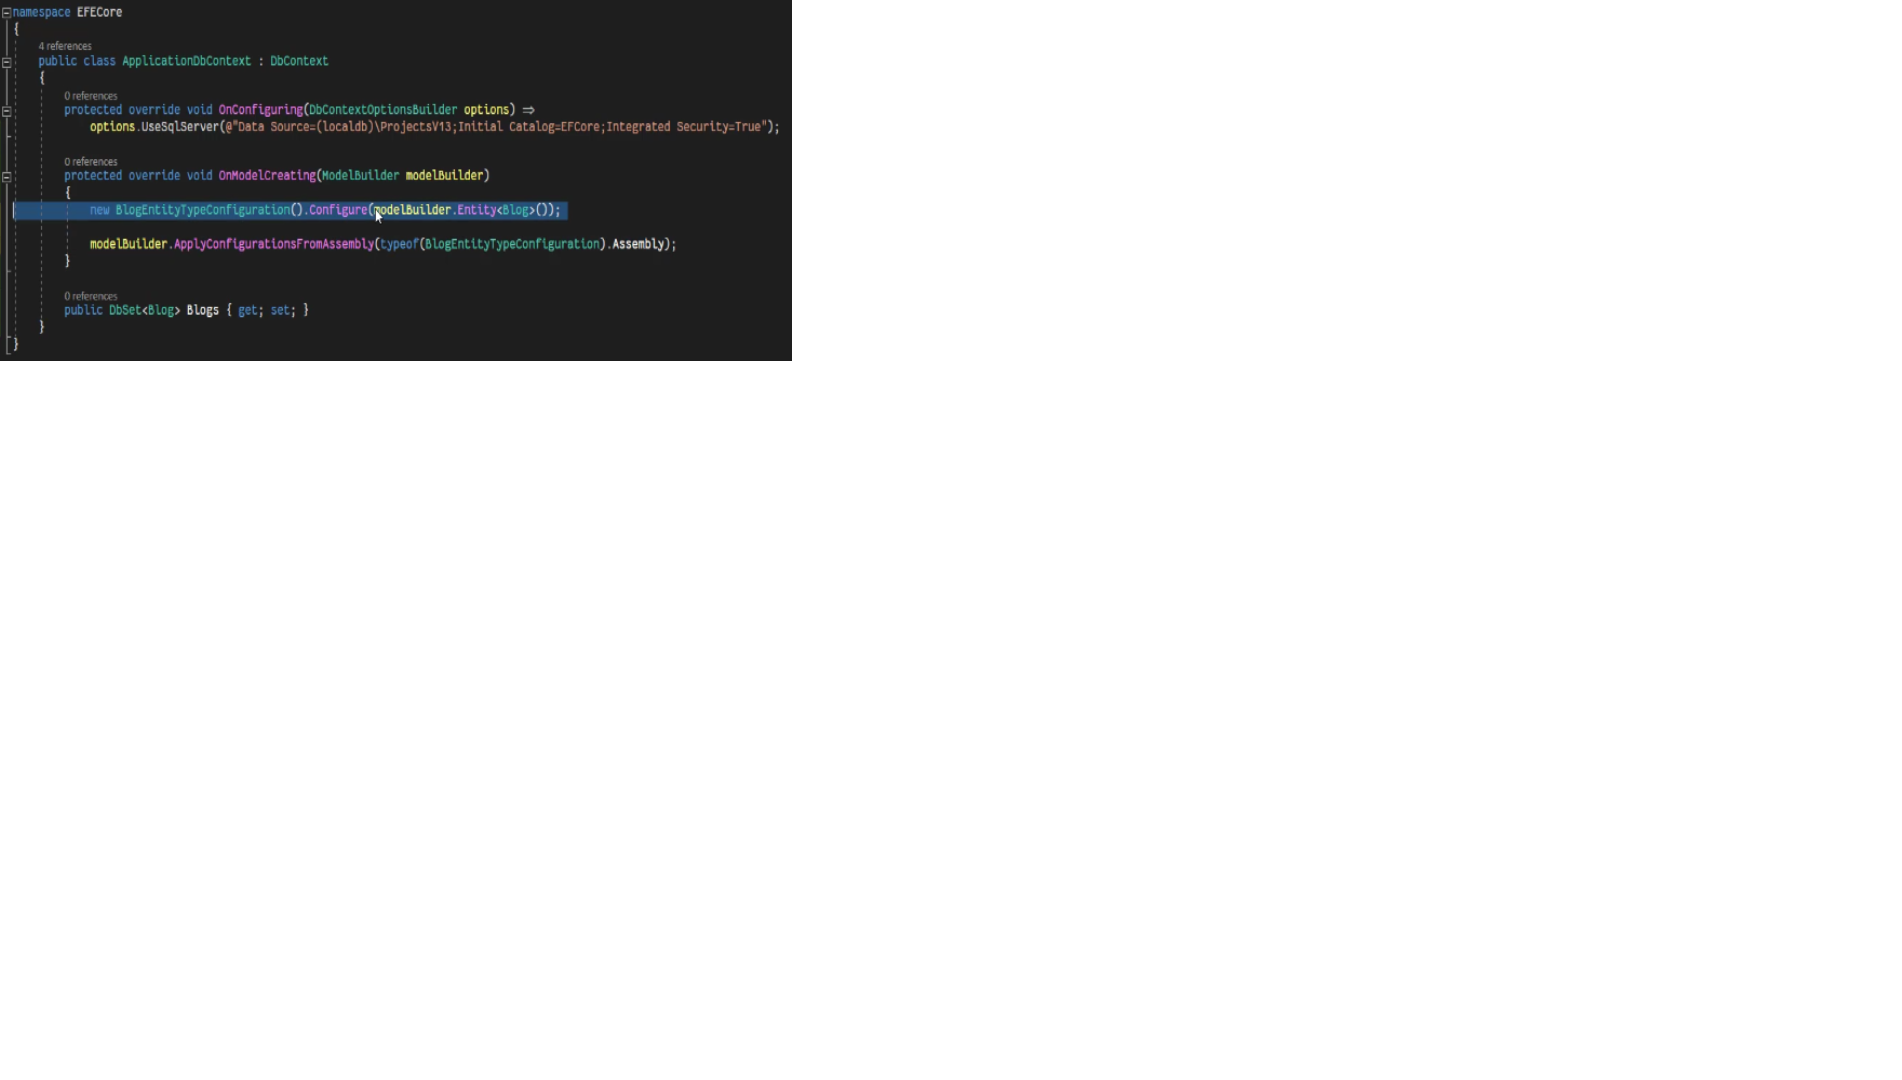 namespace EFECore
{
4 references
public class ApplicationDbContext : DbContext
{
0 references
protected override void OnConfiguring(DbContextOptionsBuilder options) ⇒
options.UseSqlServer(@"Data Source=(localdb)\ProjectsV13;Initial Catalog=EFCore;Integrated Security=True");
0 references
protected override void OnModelCreating(ModelBuilder modelBuilder)
{
new BlogEntityTypeConfiguration().Configure(modelBuilder.Entity<Blog>());
modelBuilder.ApplyConfigurationsFromAssembly(typeof(BlogEntityTypeConfiguration).Assembly);
}
0 references
public DbSet<Blog> Blogs { get; set; }
}
}